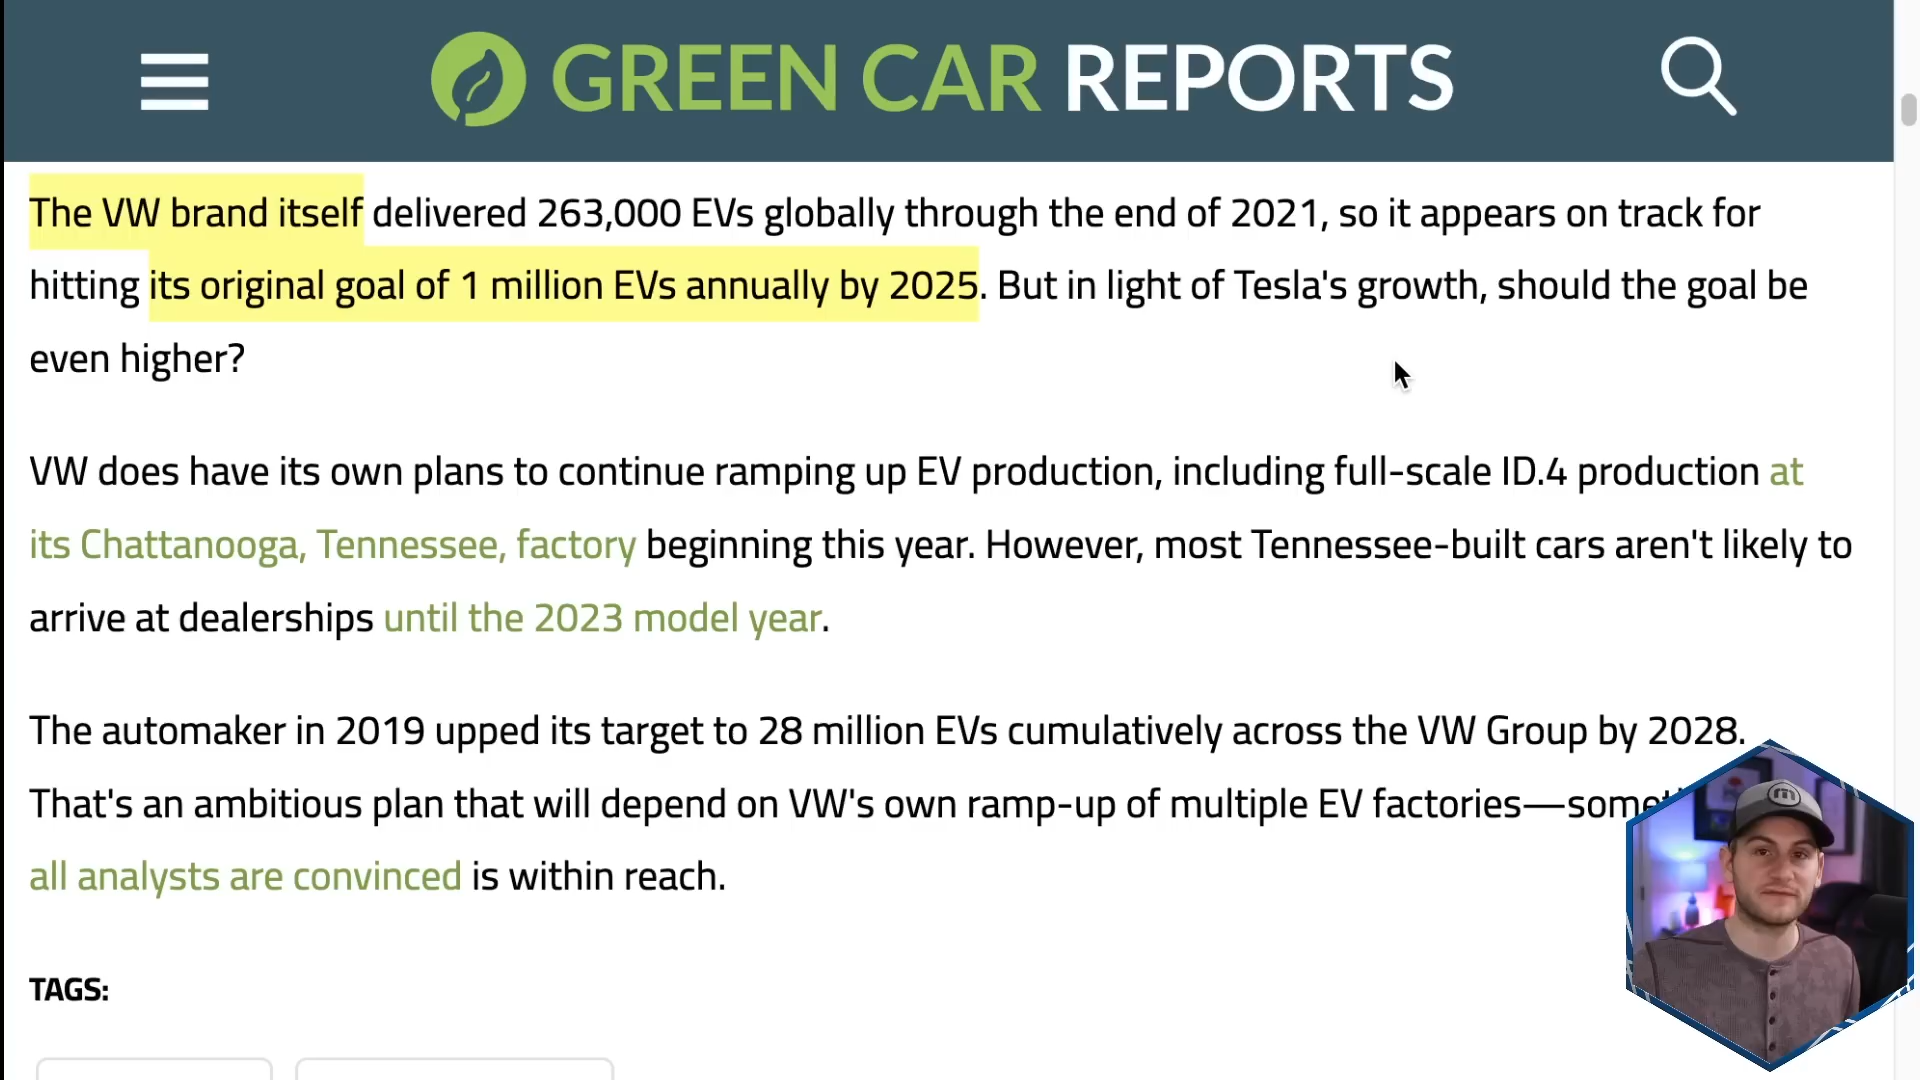 GREEN CAR REPORTS
The VW brand itself delivered 263,000 EVs globally through the end of 2021, so it appears on track for
hitting its original goal of 1 million EVs annually by 2025. But in light of Tesla's growth, should the goal be
even higher?
VW does have its own plans to continue ramping up EV production, including full-scale ID.4 production at
its Chattanooga, Tennessee, factory beginning this year. However, most Tennessee-built cars aren't likely to
arrive at dealerships until the 2023 model year.
The automaker in 2019 upped its target to 28 million EVs cumulatively across the VW Group by 2028.
That's an ambitious plan that will depend on VW's own ramp-up of multiple EV factories—
all analysts are convinced is within reach.
TAGS: